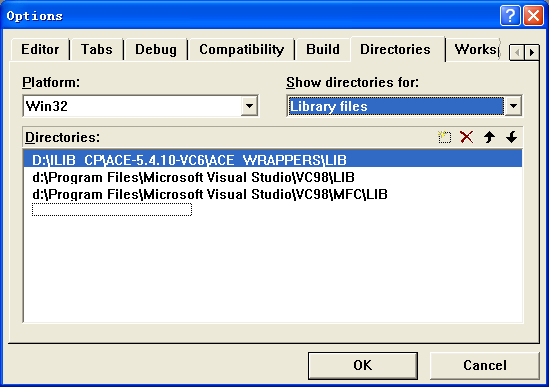 Options
Editor Tabs Debug Compatibility Build Directories Works
Platform: Show directories for:
Win32 Library files
Directories:
D:\ILIB_CP\ACE-5.4.10-VC6\ACE_WRAPPERS\LIB
d:\Program Files\Microsoft Visual Studio\VC98\LIB
d:\Program Files\Microsoft Visual Studio\VC98\MFC\LIB
OK Cancel